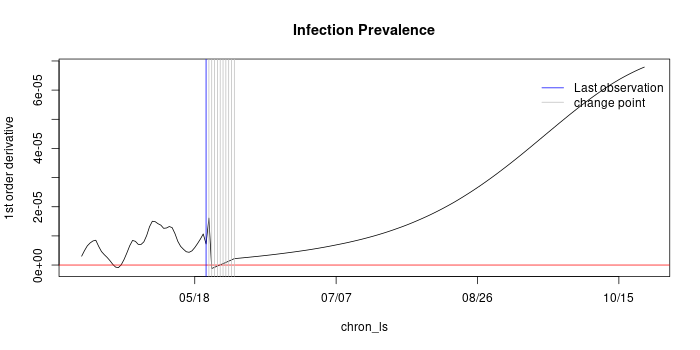 Infection Prevalence
1st order derivative
6e-05
4e-05
2e-05
0e+00
Last observation
change point
05/18 07/07 08/26 10/15
chron_ls